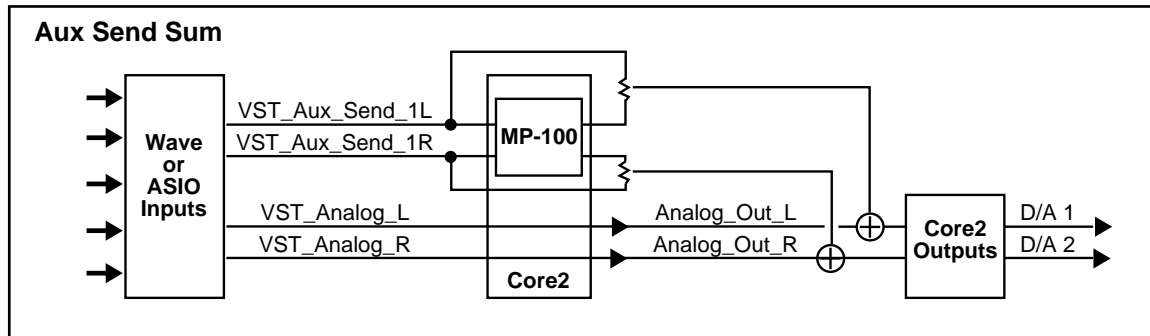 Aux Send Sum
Wave
or
ASIO
Inputs
VST_Aux_Send_1L
VST_Aux_Send_1R
VST_Analog_L
VST_Analog_R
MP-100
Core2
Analog_Out_L
Analog_Out_R
Core2
Outputs
D/A 1
D/A 2